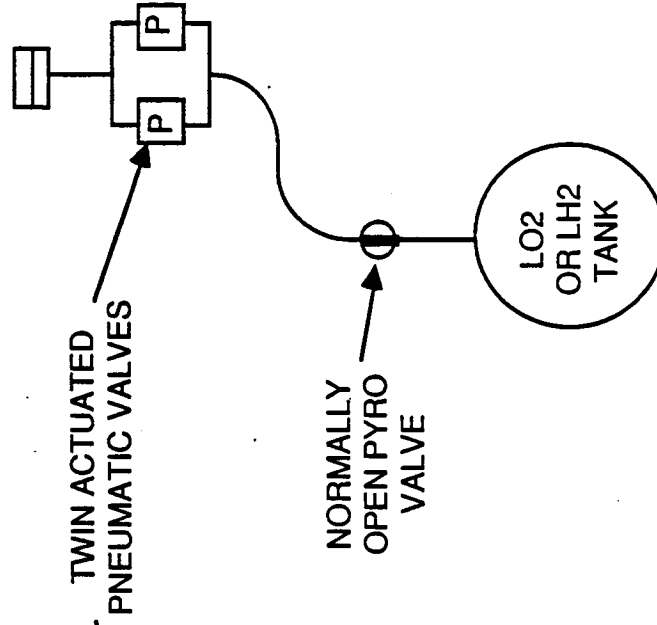 TWIN ACTUATED
PNEUMATIC VALVES
P
P
NORMALLY
OPEN PYRO
VALVE
LO2
OR LH2
TANK